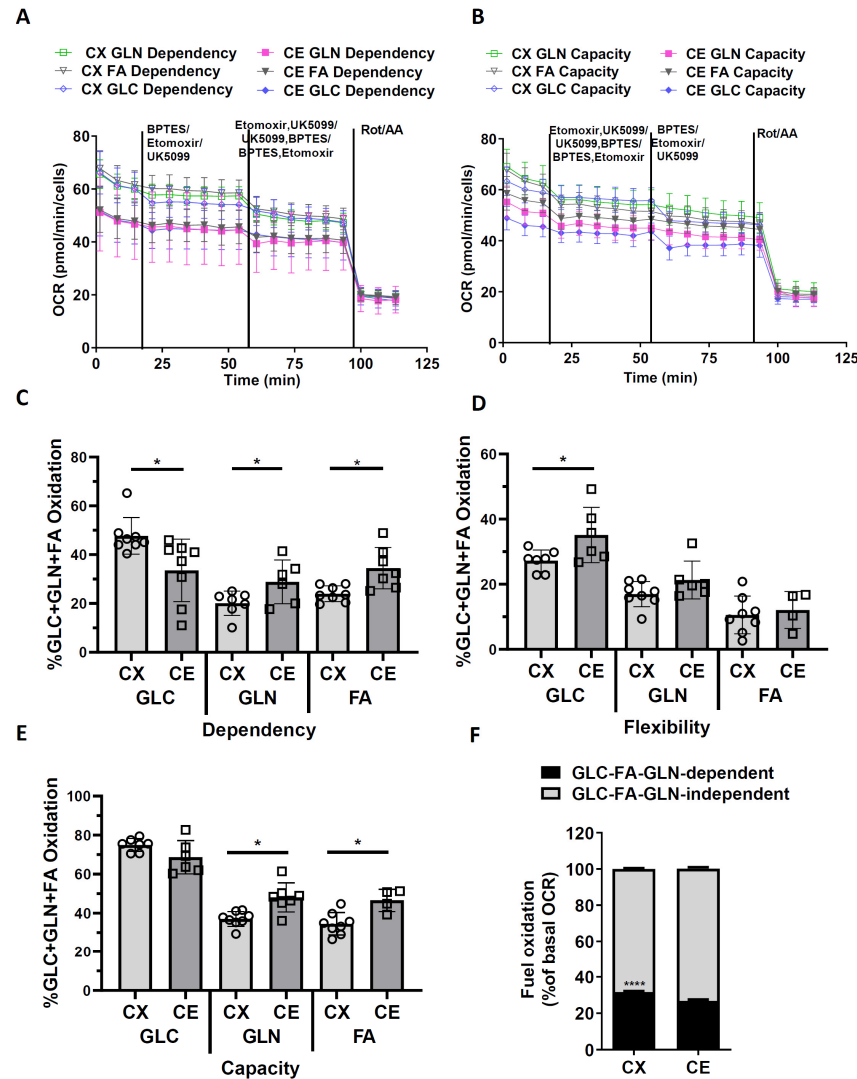 A
CX GLN Dependency
CE GLN Dependency
CX FA Dependency
CE FA Dependency
CX GLC Dependency
CE GLC Dependency
BPTES/
Etomoxir/
UK5099
Etomoxir,UK5099/
UK5099,BPTES/
BPTES,Etomoxir
Rot/AA
OCR (pmol/min/cells)
80
60
40
20
0
0
25
50
75
100
125
Time (min)
B
CX GLN Capacity
CE GLN Capacity
CX FA Capacity
CE FA Capacity
CX GLC Capacity
CE GLC Capacity
Etomoxir,UK5099/
UK5099,BPTES/
BPTES,Etomoxir
BPTES/
Etomoxir/
UK5099
Rot/AA
OCR (pmol/min/cells)
80
60
40
20
0
0
25
50
75
100
125
Time (min)
C
%GLC+GLN+FA Oxidation
80
60
40
20
0
* * *
CX CE CX CE CX CE
GLC GLN FA
Dependency
D
%GLC+GLN+FA Oxidation
60
40
20
0
*
CX CE CX CE CX CE
GLC GLN FA
Flexibility
E
%GLC+GLN+FA Oxidation
100
80
60
40
20
0
* *
CX CE CX CE CX CE
GLC GLN FA
Capacity
F
GLC-FA-GLN-dependent
GLC-FA-GLN-independent
Fuel oxidation
(%of basal OCR)
120
100
80
60
40
20
0
****
CX CE